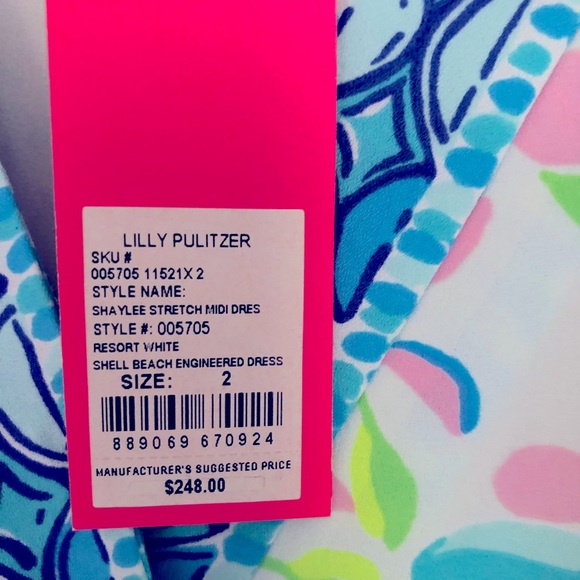 LILLY PULITZER
SKU #
005705 11521X 2
STYLE NAME:
SHAYLEE STRETCH MIDI DRES
STYLE #: 005705
RESORT WHITE
SHELL BEACH ENGINEERED DRESS
SIZE: 2
889069 670924
MANUFACTURER'S SUGGESTED PRICE
$248.00